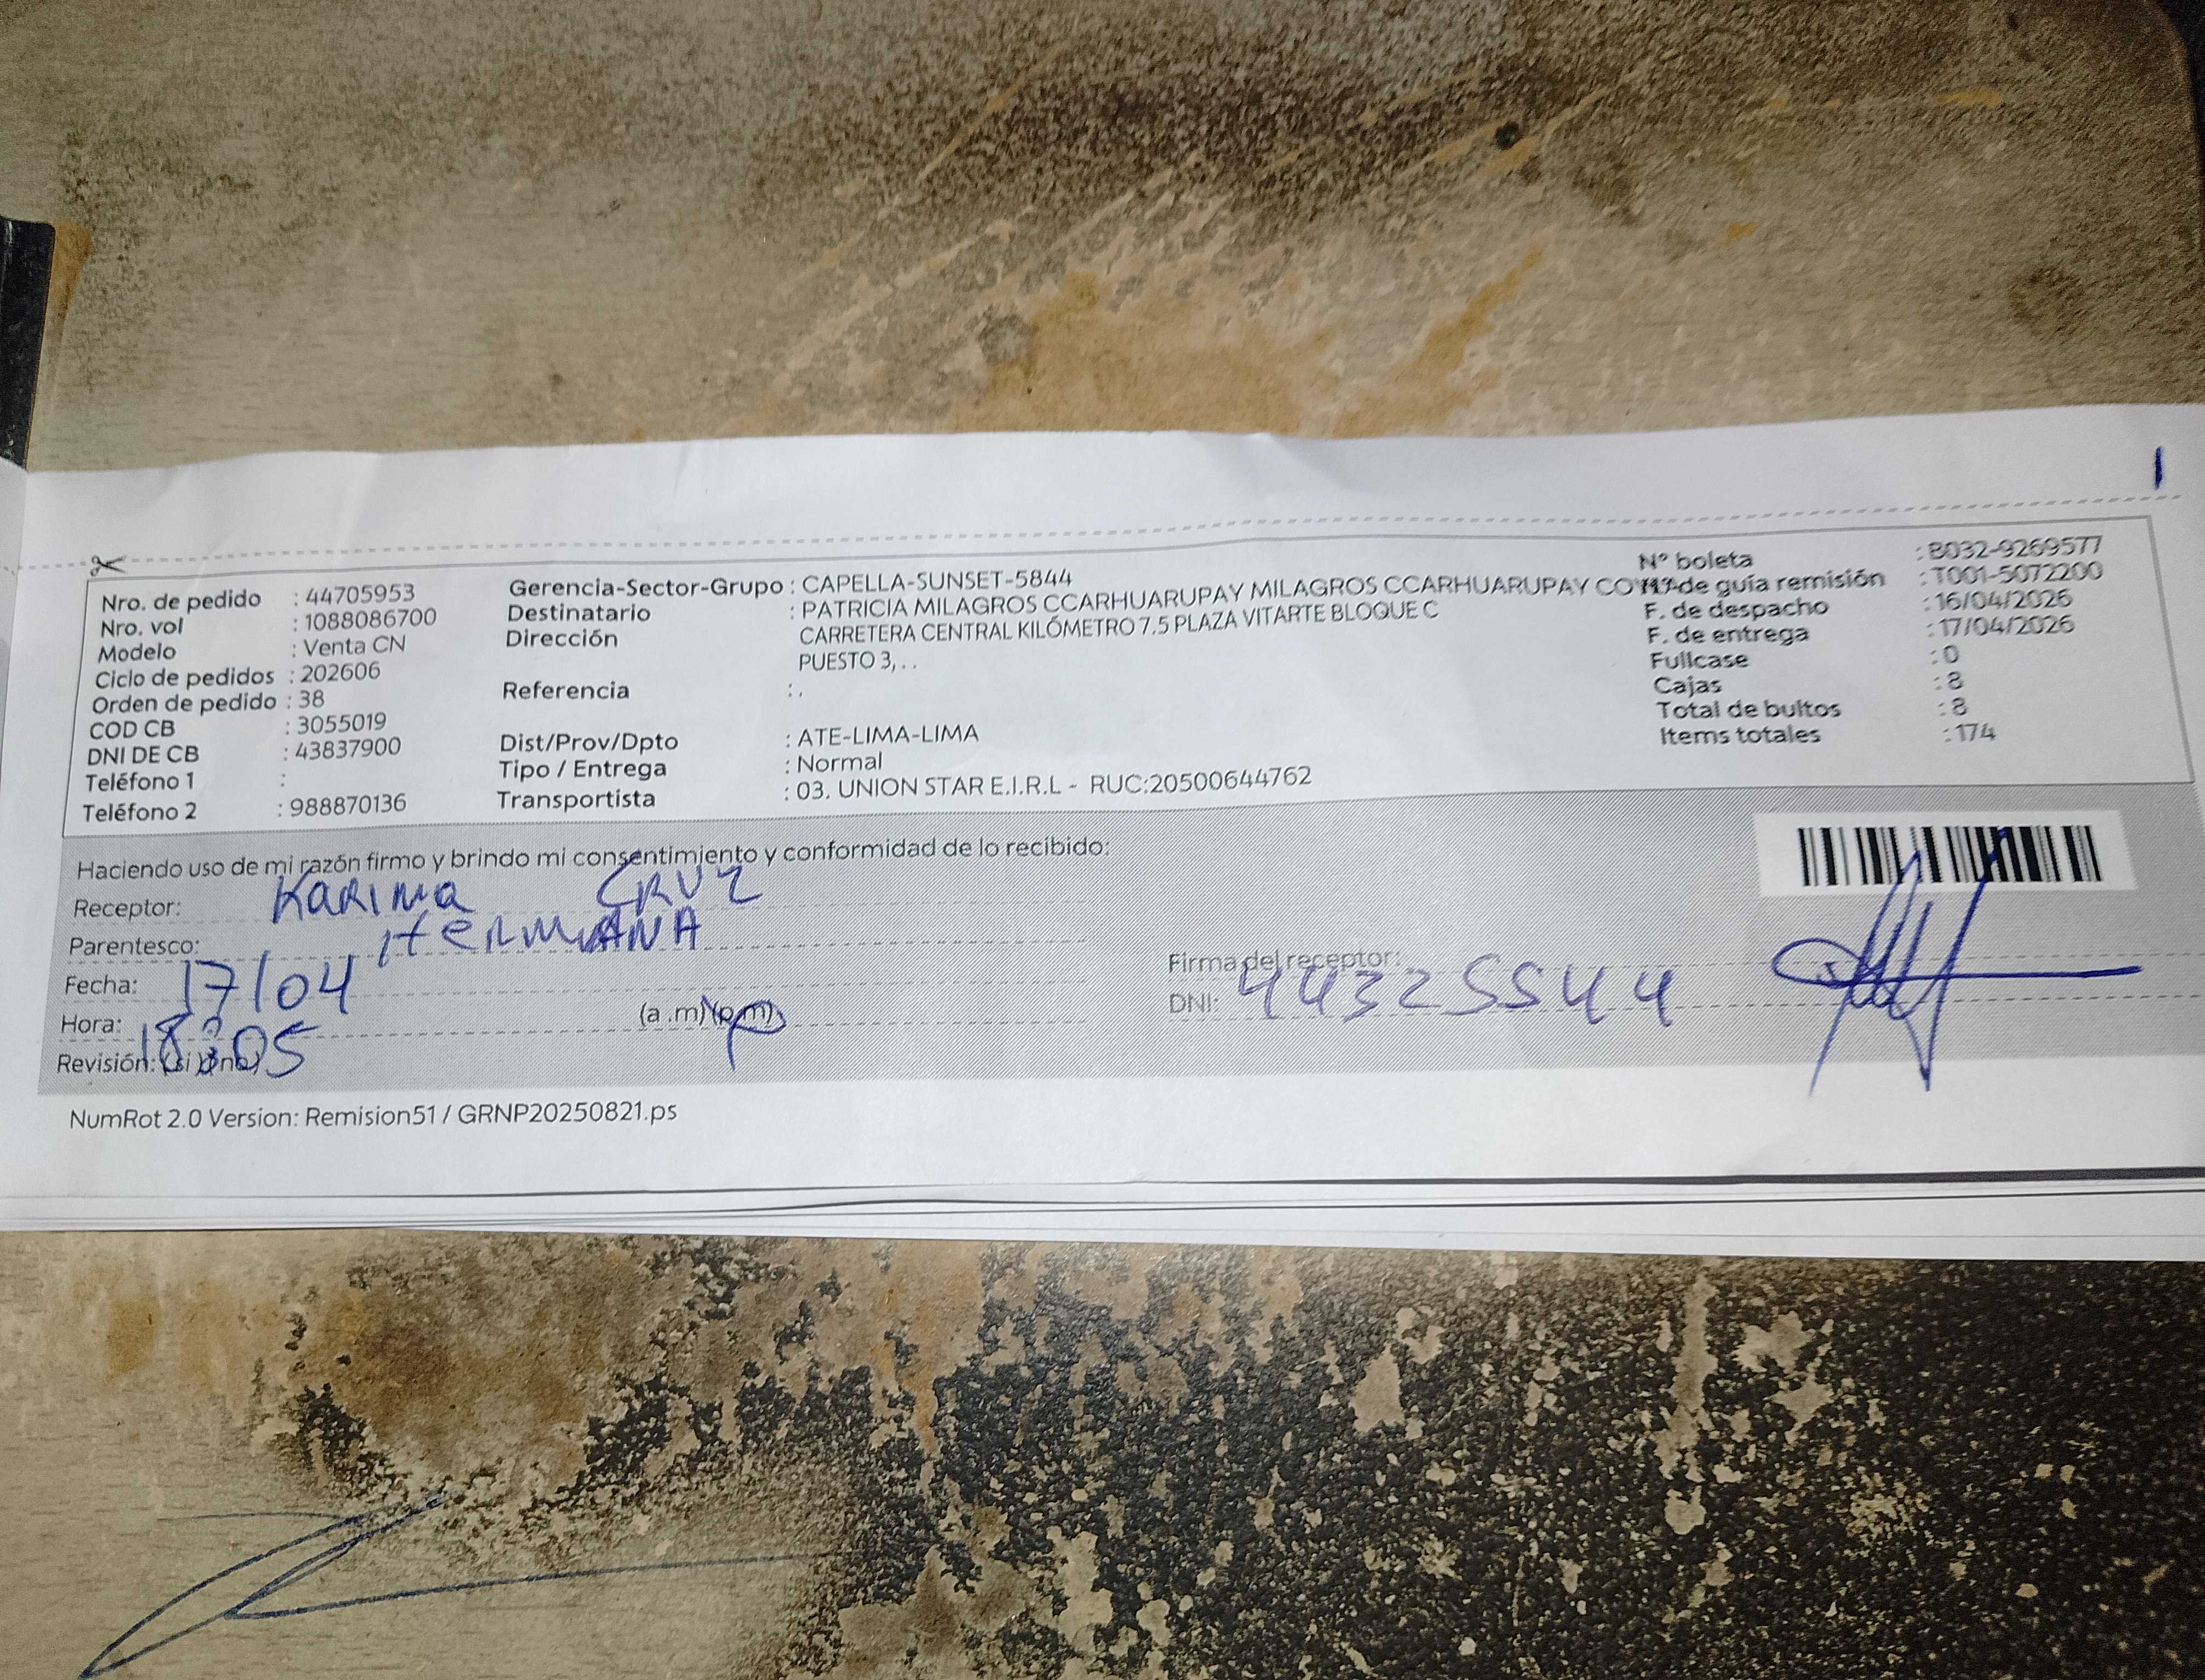 Nro. de pedido : 44705953
Nro. vol : 1088086700
Modelo : Venta CN
Ciclo de pedidos : 202606
Orden de pedido : 38
COD CB : 3055019
DNI DE CB : 43837900
Teléfono 1 :
Teléfono 2 : 988870136
Gerencia-Sector-Grupo : CAPELLA-SUNSET-5844
Destinatario : PATRICIA MILAGROS CCARHUARUPAY MILAGROS CCARHUARUPAY
Dirección CARRETERA CENTRAL KILÓMETRO 7.5 PLAZA VITARTE BLOQUE C
PUESTO 3, . .
Referencia : .
Dist/Prov/Dpto : ATE-LIMA-LIMA
Tipo / Entrega : Normal
Transportista : 03. UNION STAR E.I.R.L - RUC:20500644762
N° boleta : B032-9269577
de guía remisión : T001-5072200
F. de despacho : 16/04/2026
F. de entrega : 17/04/2026
Fullcase : 0
Cajas : 8
Total de bultos : 8
Items totales : 174
Haciendo uso de mi razón firmo y brindo mi consentimiento y conformidad de lo recibido:
Receptor: KARIMA CRUZ
Parentesco: HERMANA
Fecha: 17/04
Hora: 18:05 (a .m) (p.m) p
Revisión: (si) (no)
Firma del receptor:
DNI: 44325544
NumRot 2.0 Version: Remision51 / GRNP20250821.ps